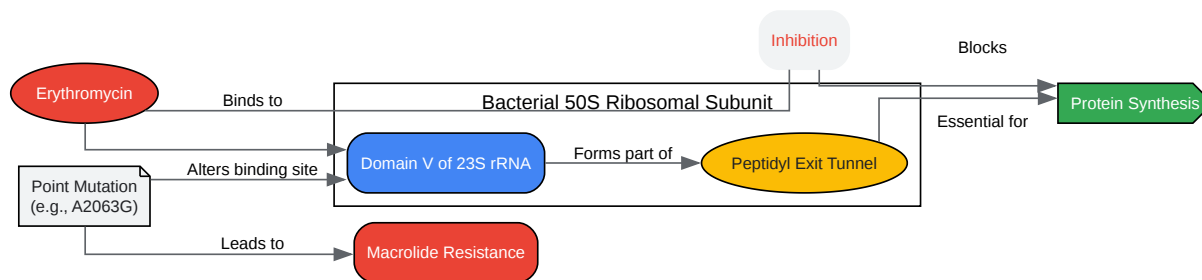 Inhibition
Blocks
Erythromycin
Binds to
Bacterial 50S Ribosomal Subunit
Protein Synthesis
Essential for
Domain V of 23S rRNA
Forms part of
Peptidyl Exit Tunnel
Alters binding site
Point Mutation
(e.g., A2063G)
Leads to
Macrolide Resistance